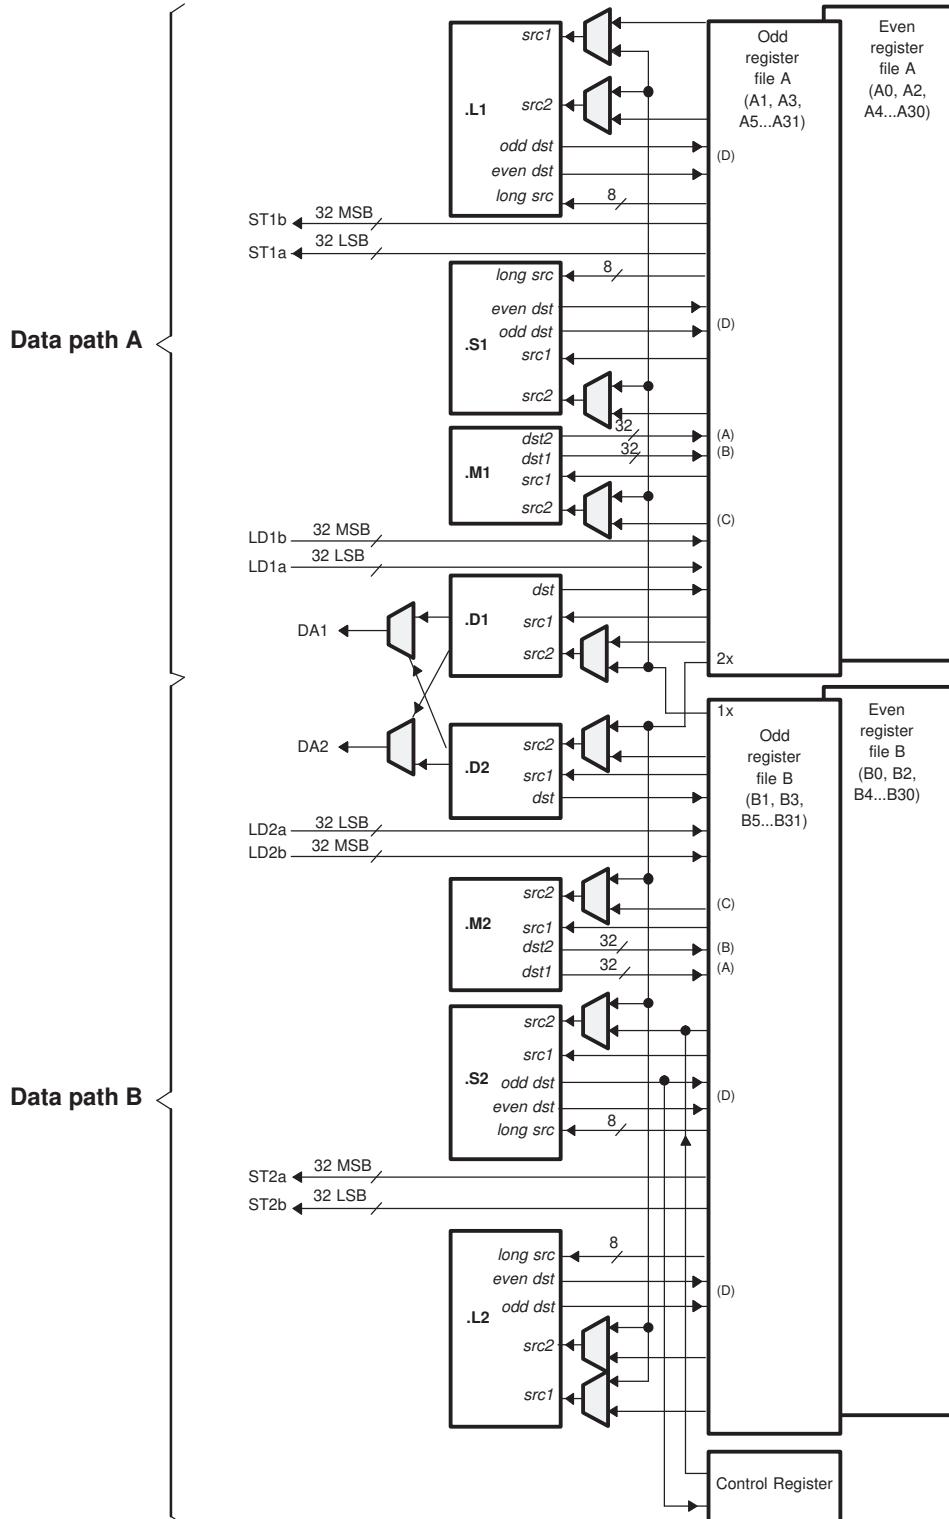 src1
Odd
register
file A
(A1, A3,
A5...A31)
Even
register
file A
(A0, A2,
A4...A30)
.L1
src2
odd dst
(D)
even dst
long src
8
ST1b
32 MSB
ST1a
32 LSB
long src
8
even dst
(D)
odd dst
.S1
src1
src2
Data path A
32
dst2
(A)
32
dst1
(B)
.M1
src1
src2
(C)
LD1b
32 MSB
LD1a
32 LSB
dst
.D1
src1
DA1
src2
2x
1x
Odd
register
file B
(B1, B3,
B5...B31)
Even
register
file B
(B0, B2,
B4...B30)
DA2
src2
.D2
src1
dst
LD2a
32 LSB
LD2b
32 MSB
src2
(C)
.M2
src1
dst2
32
(B)
dst1
32
(A)
src2
src1
.S2
odd dst
(D)
even dst
long src
8
Data path B
ST2a
32 MSB
ST2b
32 LSB
long src
8
even dst
(D)
.L2
odd dst
src2
src1
Control Register